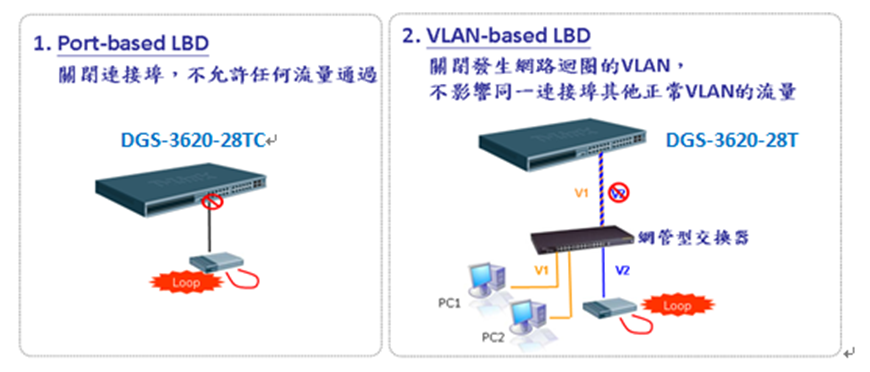 1. Port-based LBD
關閉連接埠，不允許任何流量通過
DGS-3620-28TC
Loop
2. VLAN-based LBD
關閉發生網路迴圈的VLAN，
不影響同一連接埠其他正常VLAN的流量
DGS-3620-28T
V1
V2
網管型交換器
V1
V2
PC1
Loop
PC2